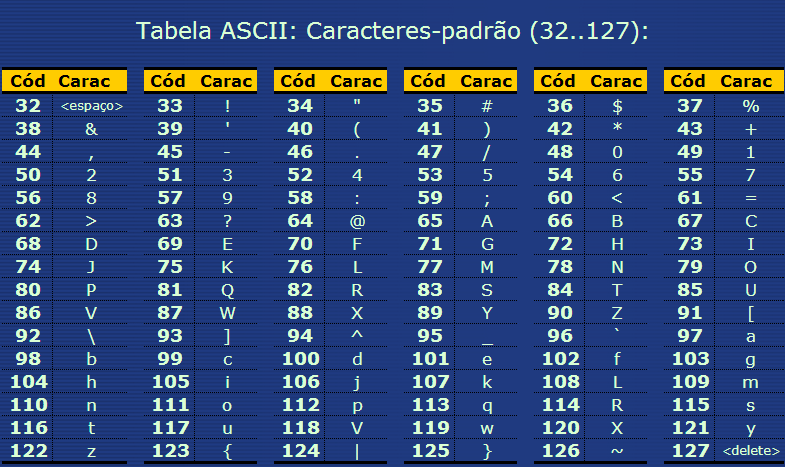 Tabela ASCII: Caracteres-padrão (32..127):
Cód Carac Cód Carac Cód Carac Cód Carac Cód Carac Cód Carac
32 <espaço> 33 ! 34 " 35 # 36 $ 37 %
38 & 39 ' 40 ( 41 ) 42 * 43 +
44 , 45 - 46 . 47 / 48 0 49 1
50 2 51 3 52 4 53 5 54 6 55 7
56 8 57 9 58 : 59 ; 60 < 61 =
62 > 63 ? 64 @ 65 A 66 B 67 C
68 D 69 E 70 F 71 G 72 H 73 I
74 J 75 K 76 L 77 M 78 N 79 O
80 P 81 Q 82 R 83 S 84 T 85 U
86 V 87 W 88 X 89 Y 90 Z 91 [
92 \ 93 ] 94 ^ 95 _ 96 ` 97 a
98 b 99 c 100 d 101 e 102 f 103 g
104 h 105 i 106 j 107 k 108 L 109 m
110 n 111 o 112 p 113 q 114 R 115 s
116 t 117 u 118 V 119 w 120 X 121 y
122 z 123 { 124 | 125 } 126 ~ 127 <delete>